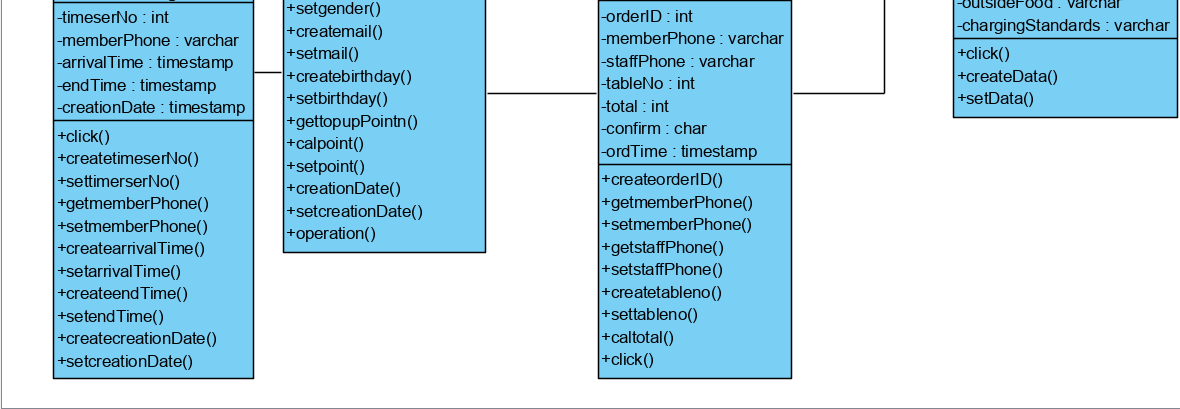 -timeserNo : int
-memberPhone : varchar
-arrivalTime : timestamp
-endTime : timestamp
-creationDate : timestamp
+click()
+createtimeserNo()
+settimerserNo()
+getmemberPhone()
+setmemberPhone()
+createarrivalTime()
+setarrivalTime()
+createendTime()
+setendTime()
+createcreationDate()
+setcreationDate()
+setgender()
+createmail()
+setmail()
+createbirthday()
+setbirthday()
+gettopupPointn()
+calpoint()
+setpoint()
+creationDate()
+setcreationDate()
+operation()
-orderID : int
-memberPhone : varchar
-staffPhone : varchar
-tableNo : int
-total : int
-confirm : char
-ordTime : timestamp
+createorderID()
+getmemberPhone()
+setmemberPhone()
+getstaffPhone()
+setstaffPhone()
+createtableno()
+settableno()
+caltotal()
+click()
-outsideFood : varchar
-chargingStandards : varchar
+click()
+createData()
+setData()